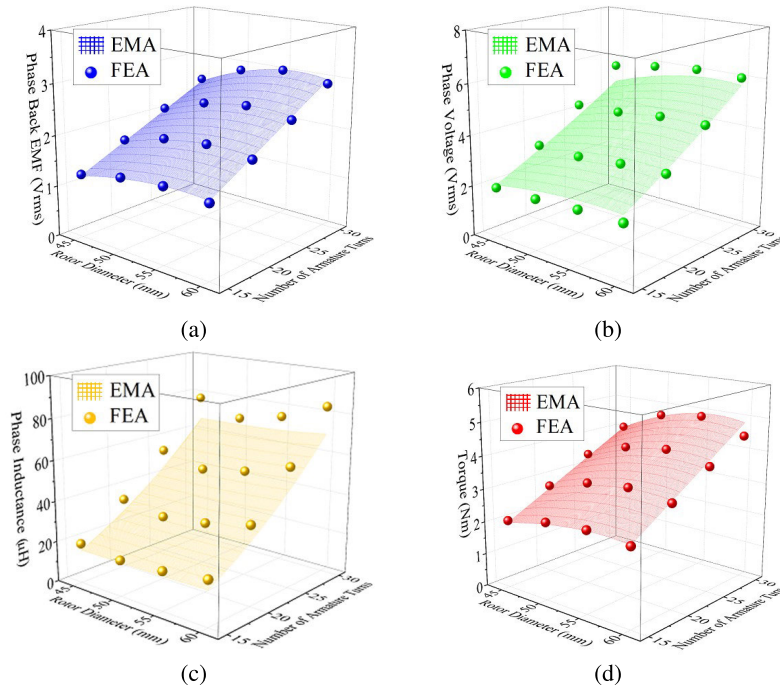 EMA
FEA
Phase Back EMF (Vrms)
4
3
2
1
0
45
50
55
60
Rotor Diameter (mm)
15
20
25
30
Number of Armature Turns
(a)
EMA
FEA
Phase Voltage (Vrms)
8
6
4
2
0
45
50
55
60
Rotor Diameter (mm)
15
20
25
30
Number of Armature Turns
(b)
EMA
FEA
Phase Inductance (uH)
100
80
60
40
20
0
45
50
55
60
Rotor Diameter (mm)
15
20
25
30
Number of Armature Turns
(c)
EMA
FEA
Torque (Nm)
6
5
4
3
2
1
0
45
50
55
60
Rotor Diameter (mm)
15
20
25
30
Number of Armature Turns
(d)